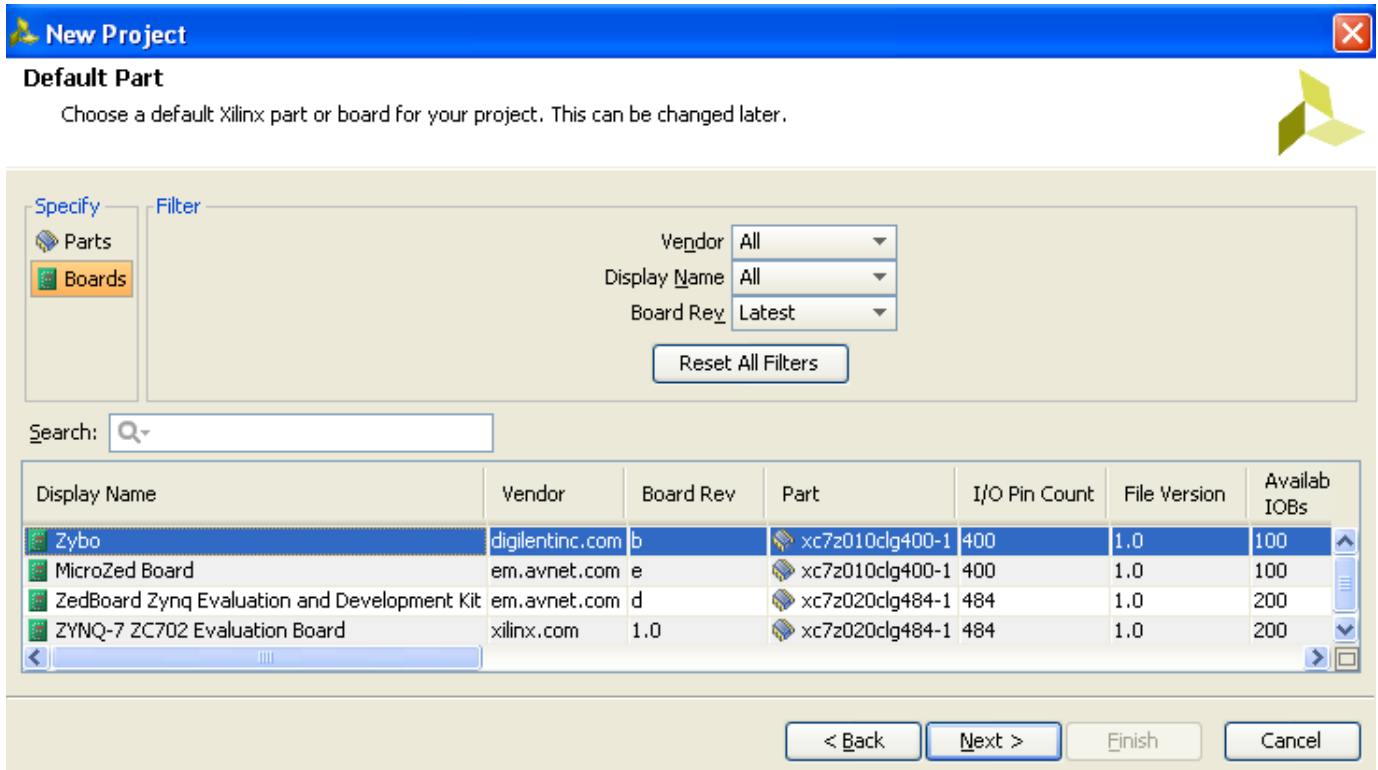 New Project
Default Part
Choose a default Xilinx part or board for your project. This can be changed later.
Specify
Filter
Parts
Boards
Vendor All
Display Name All
Board Rev Latest
Reset All Filters
Search:
Display Name Vendor Board Rev Part I/O Pin Count File Version Availab
IOBs
Zybo digilentinc.com b xc7z010clg400-1 400 1.0 100
MicroZed Board em.avnet.com e xc7z010clg400-1 400 1.0 100
ZedBoard Zynq Evaluation and Development Kit em.avnet.com d xc7z020clg484-1 484 1.0 200
ZYNQ-7 ZC702 Evaluation Board xilinx.com 1.0 xc7z020clg484-1 484 1.0 200
< Back Next > Finish Cancel